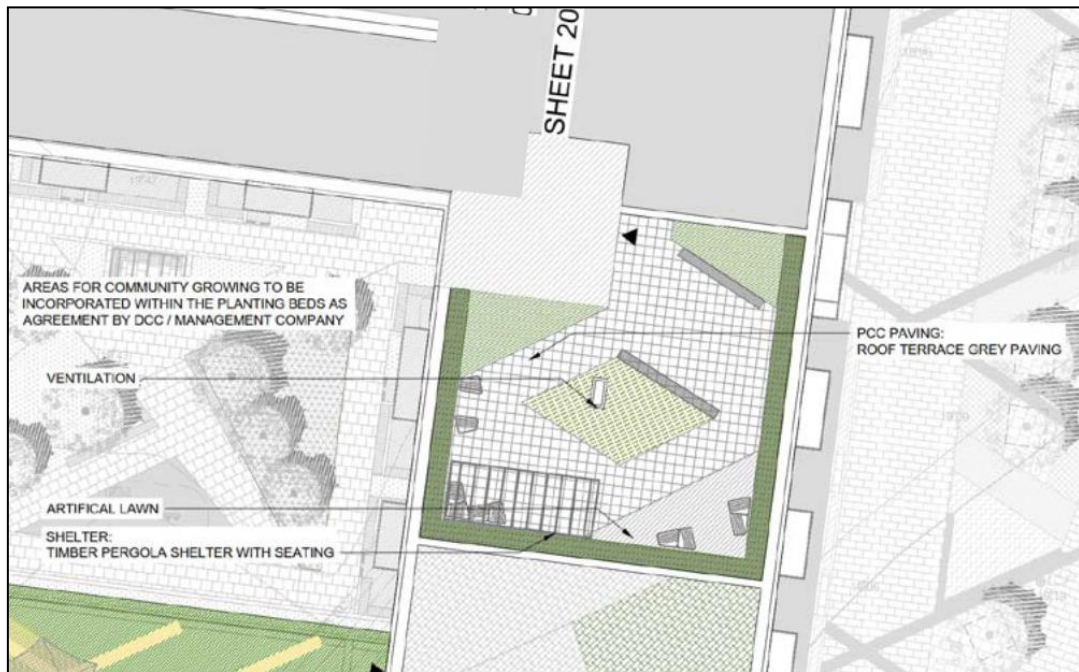 SHEET 20
AREAS FOR COMMUNITY GROWING TO BE
INCORPORATED WITHIN THE PLANTING BEDS AS
AGREEMENT BY DCC / MANAGEMENT COMPANY
PCC PAVING:
ROOF TERRACE GREY PAVING
VENTILATION
ARTIFICAL LAWN
SHELTER:
TIMBER PERGOLA SHELTER WITH SEATING